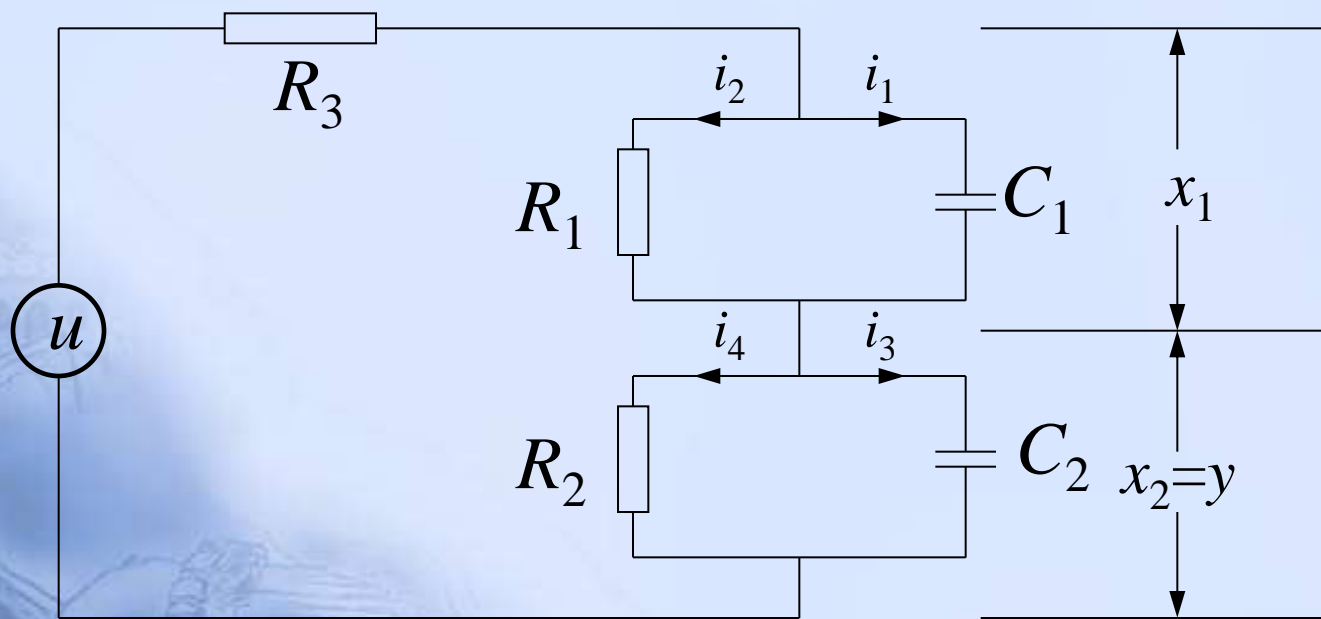 R₃
i₂ i₁
R₁ C₁ x₁
u
i₄ i₃
R₂ C₂ x₂=y